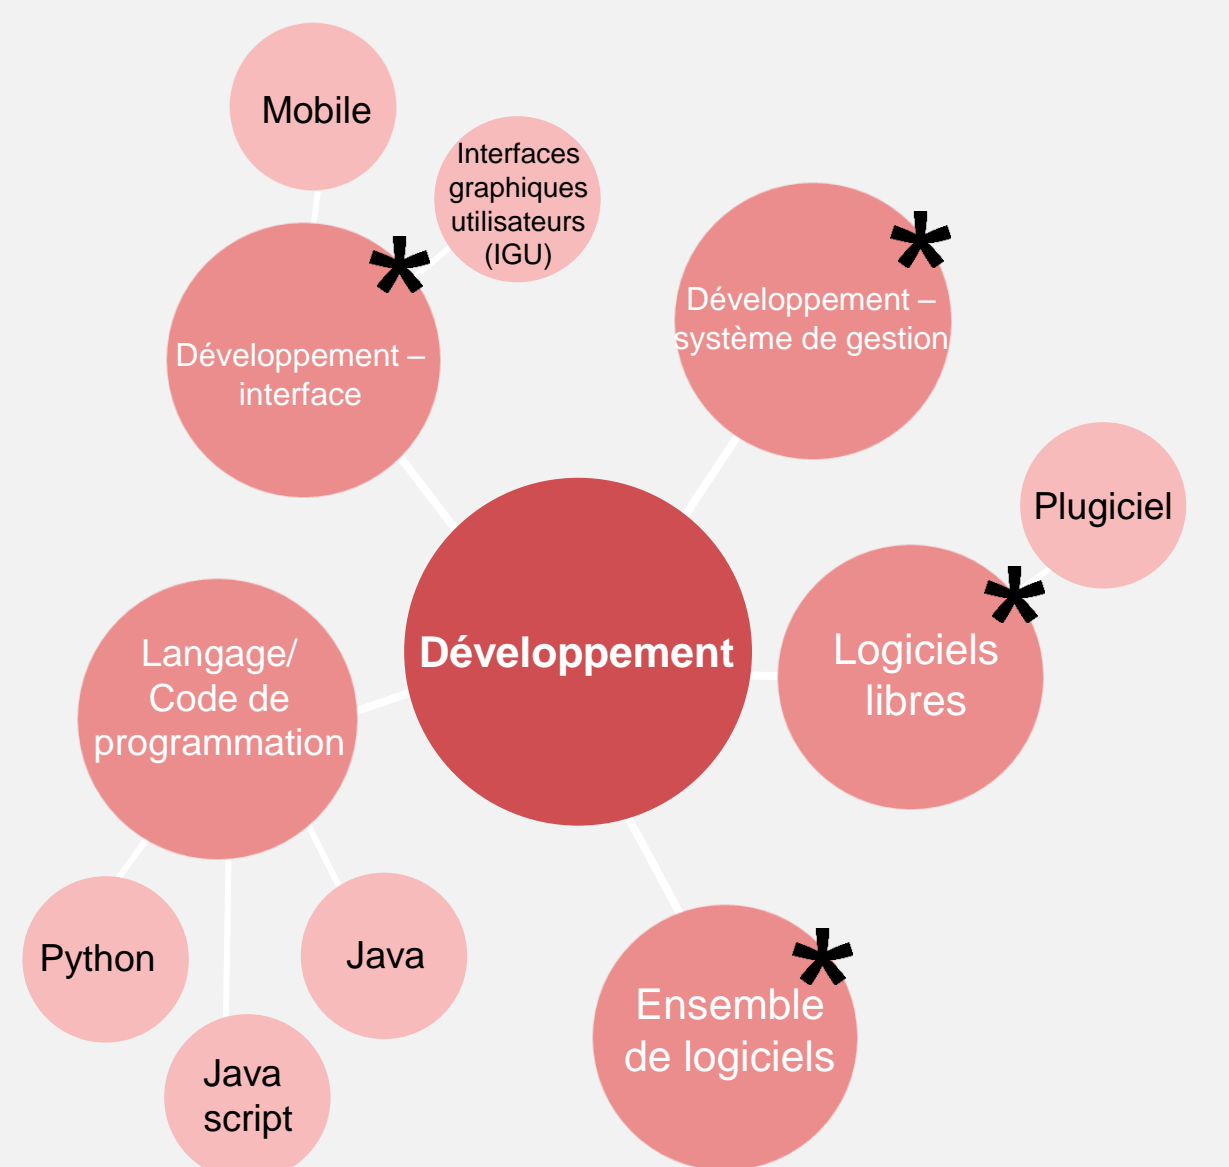 Mobile
Interfaces
graphiques
utilisateurs
(IGU)
*
Développement –
interface
*
Développement –
système de gestion
Plugiciel
*
Logiciels
libres
Développement
Langage/
Code de
programmation
Python
Java
Java
script
*
Ensemble
de logiciels